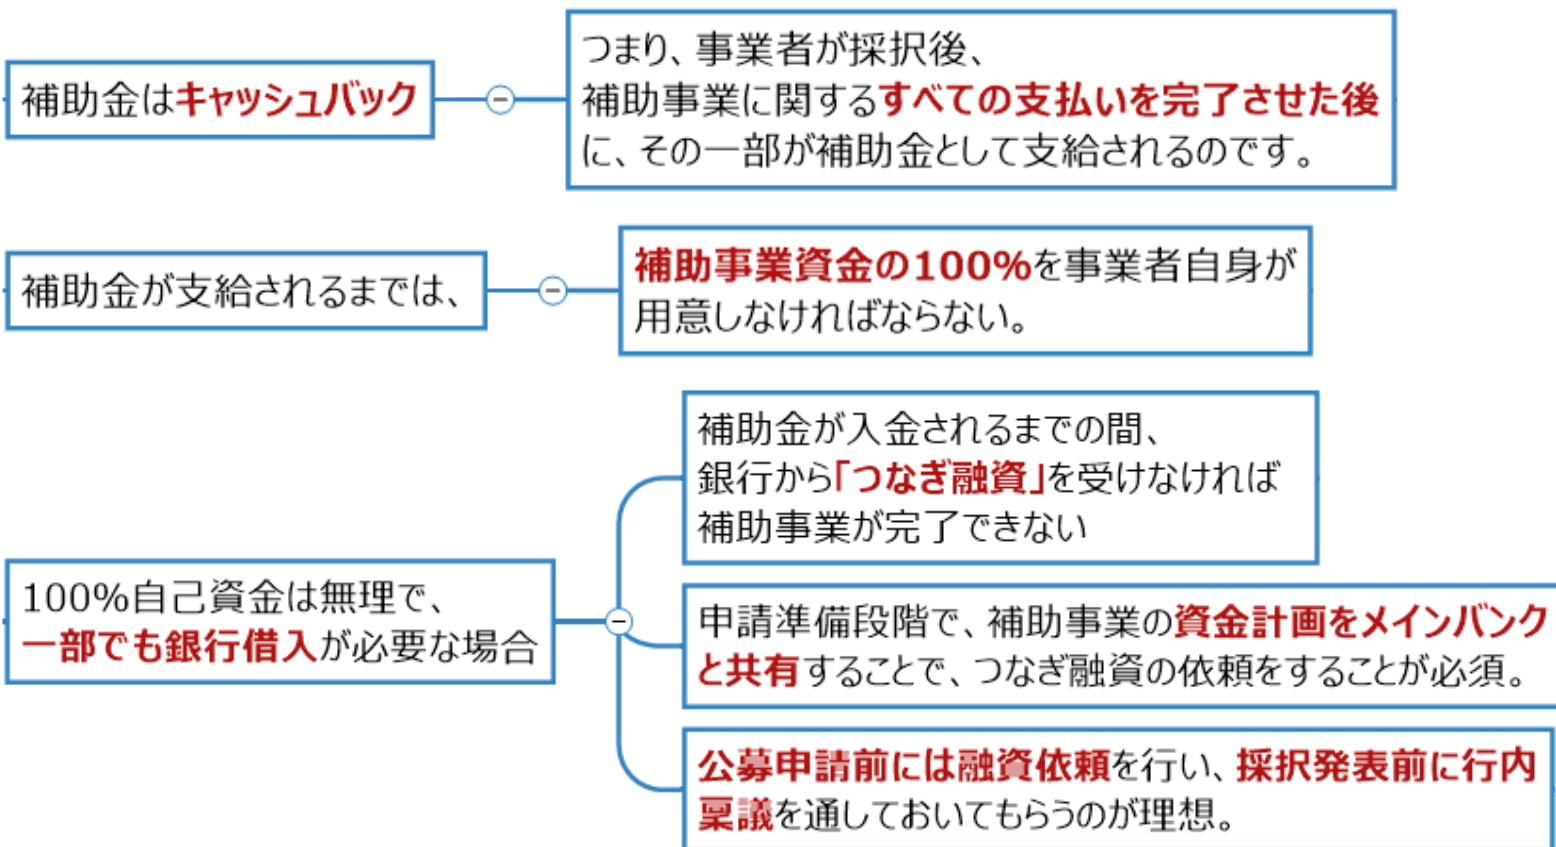 補助金はキャッシュバック
つまり、事業者が採択後、
補助事業に関するすべての支払いを完了させた後
に、その一部が補助金として支給されるのです。
補助金が支給されるまでは、
補助事業資金の100%を事業者自身が
用意しなければならない。
100%自己資金は無理で、
一部でも銀行借入が必要な場合
補助金が入金されるまでの間、
銀行から「つなぎ融資」を受けなければ
補助事業が完了できない
申請準備段階で、補助事業の資金計画をメインバンク
と共有することで、つなぎ融資の依頼をすることが必須。
公募申請前には融資依頼を行い、採択発表前に行内
稟議を通しておいてもらうのが理想。